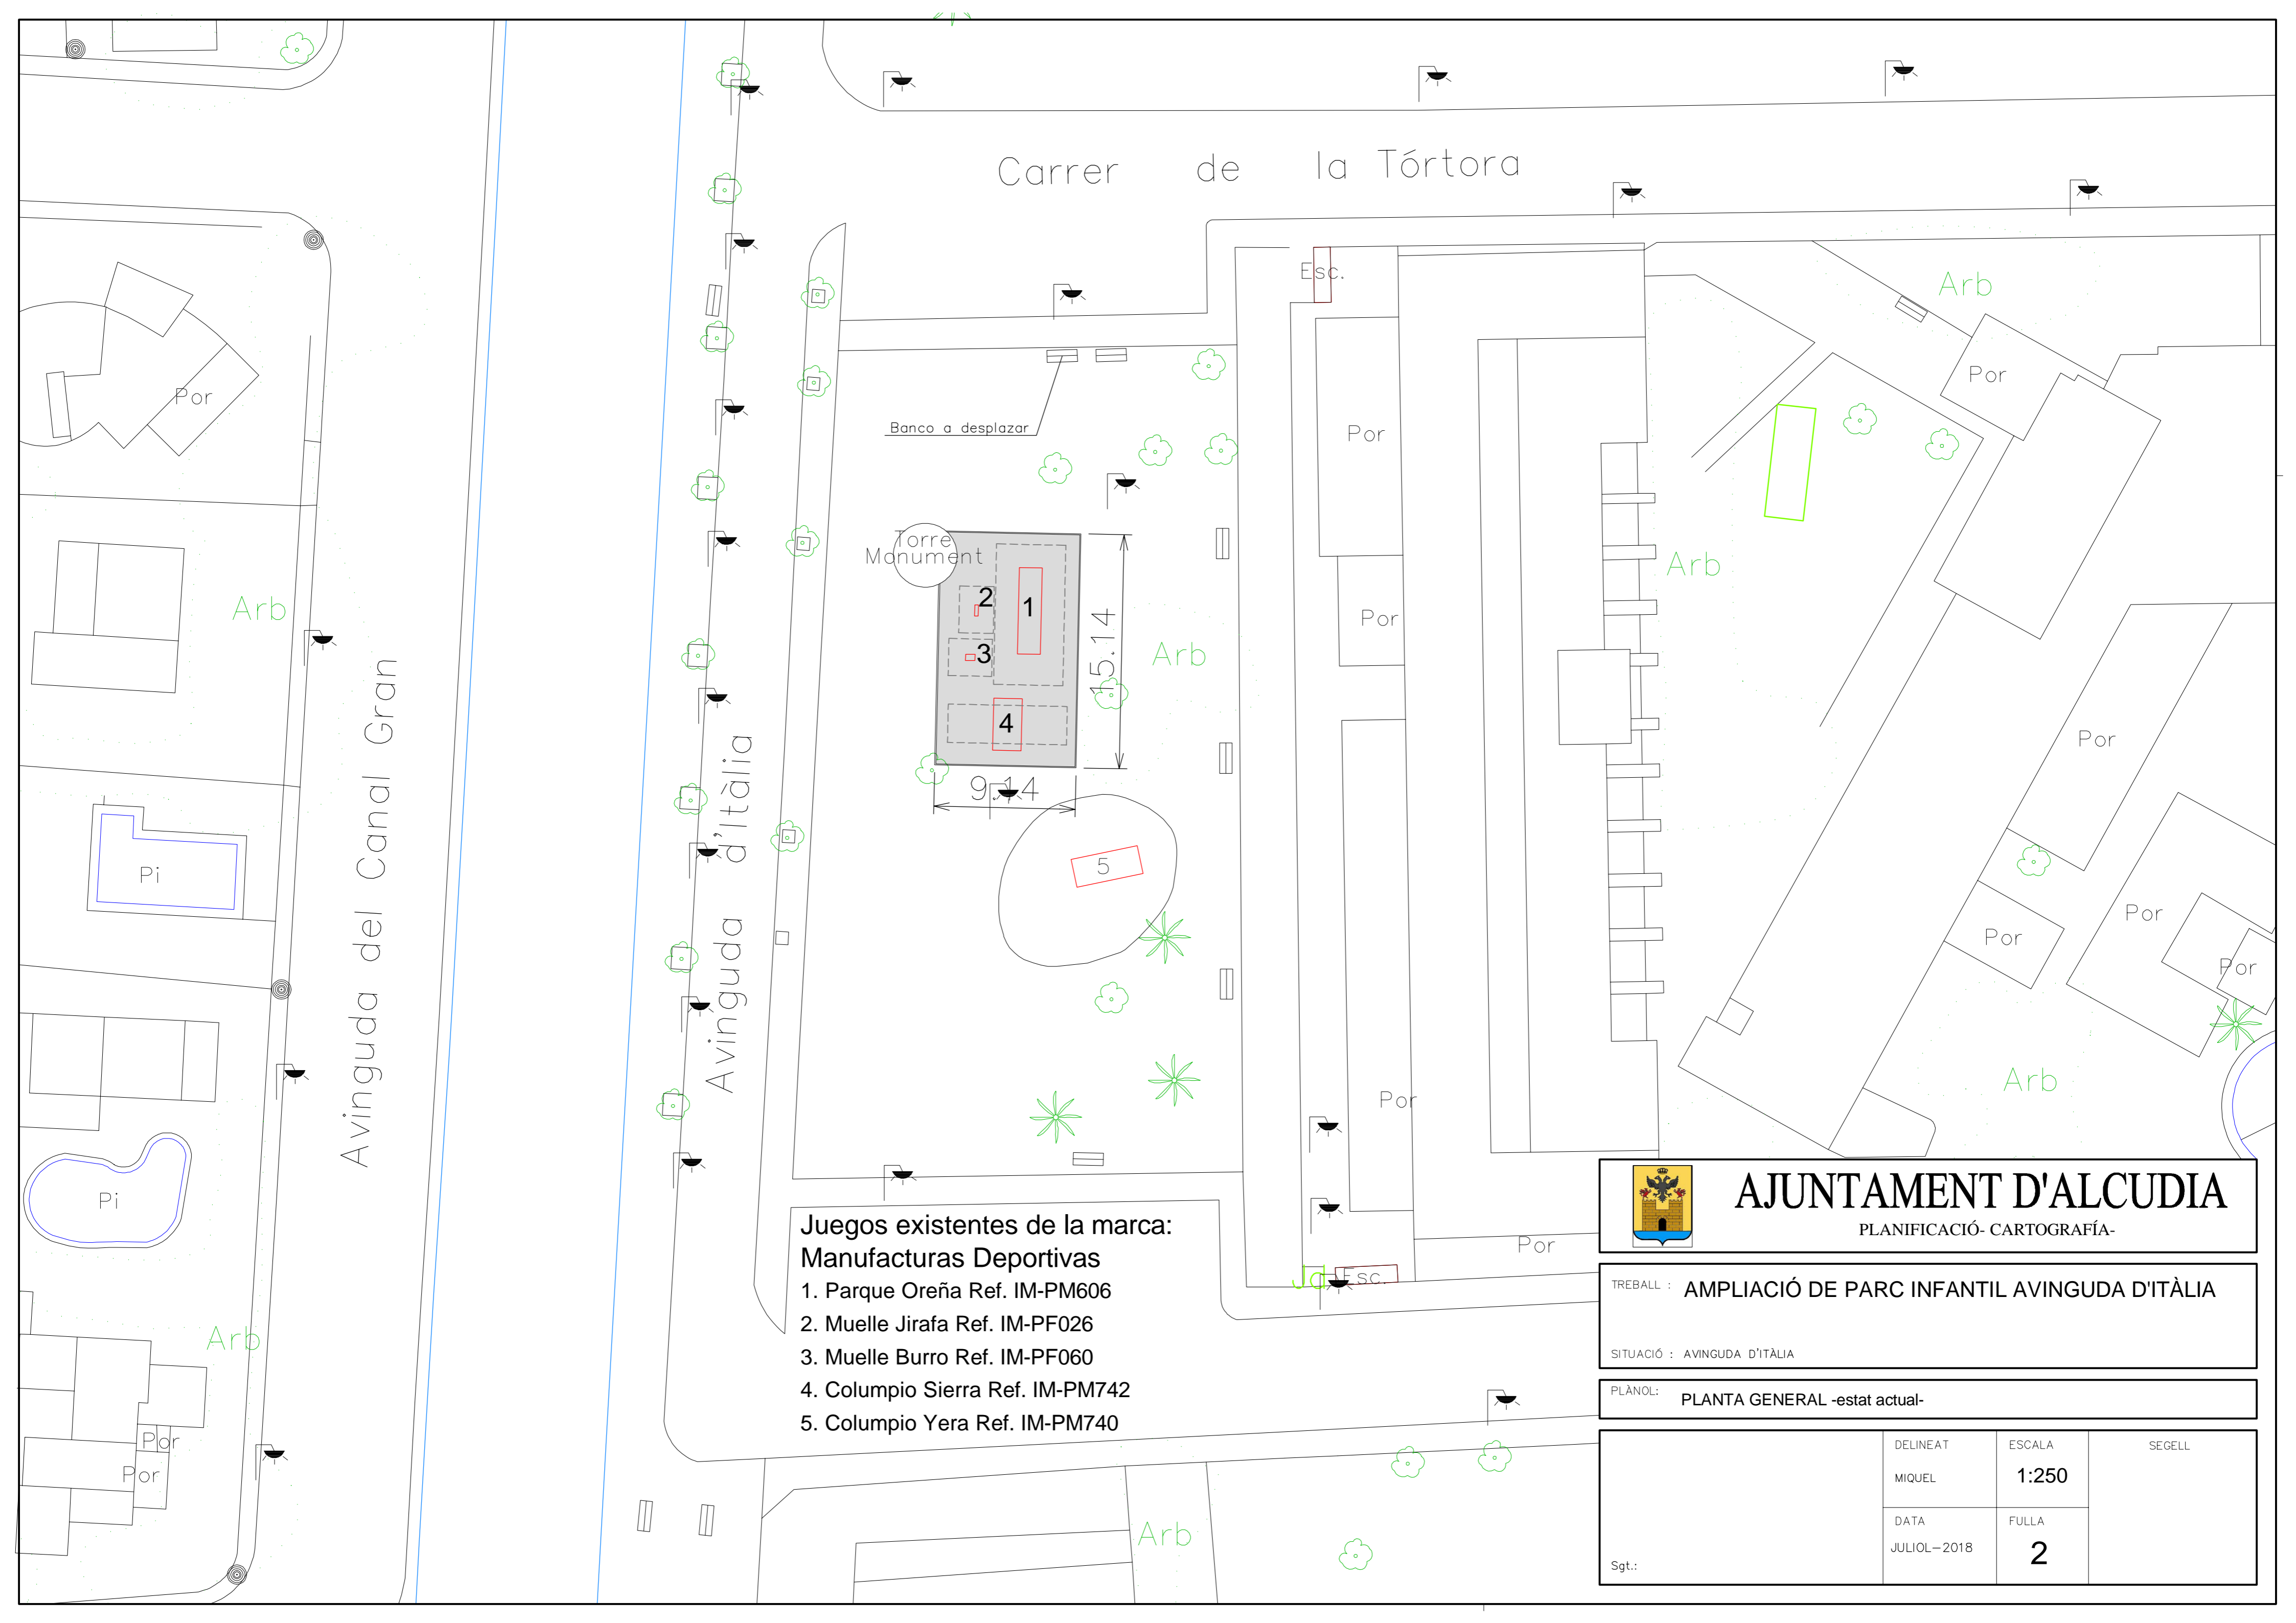 Carrer de la Tórtora
Esc.
Arb
Por
Por
Banco a desplazar
Por
Torre
Monument
Arb
Arb
2
1
3
15.14
Arb
Por
4
Por
9.14
5
Avinguda del Canal Gran
Avinguda d'Itàlia
Pi
Por
Por
Por
Arb
Por
Pi
Por
Jd
Esc.
Arb
Por
Por
Arb
Juegos existentes de la marca:
Manufacturas Deportivas
1. Parque Oreña Ref. IM-PM606
2. Muelle Jirafa Ref. IM-PF026
3. Muelle Burro Ref. IM-PF060
4. Columpio Sierra Ref. IM-PM742
5. Columpio Yera Ref. IM-PM740
AJUNTAMENT D'ALCUDIA
PLANIFICACIÓ- CARTOGRAFÍA-
TREBALL : AMPLIACIÓ DE PARC INFANTIL AVINGUDA D'ITÀLIA
SITUACIÓ : AVINGUDA D'ITÀLIA
PLÀNOL: PLANTA GENERAL -estat actual-
DELINEAT
MIQUEL
ESCALA
1:250
SEGELL
DATA
JULIOL-2018
FULLA
2
Sgt.: